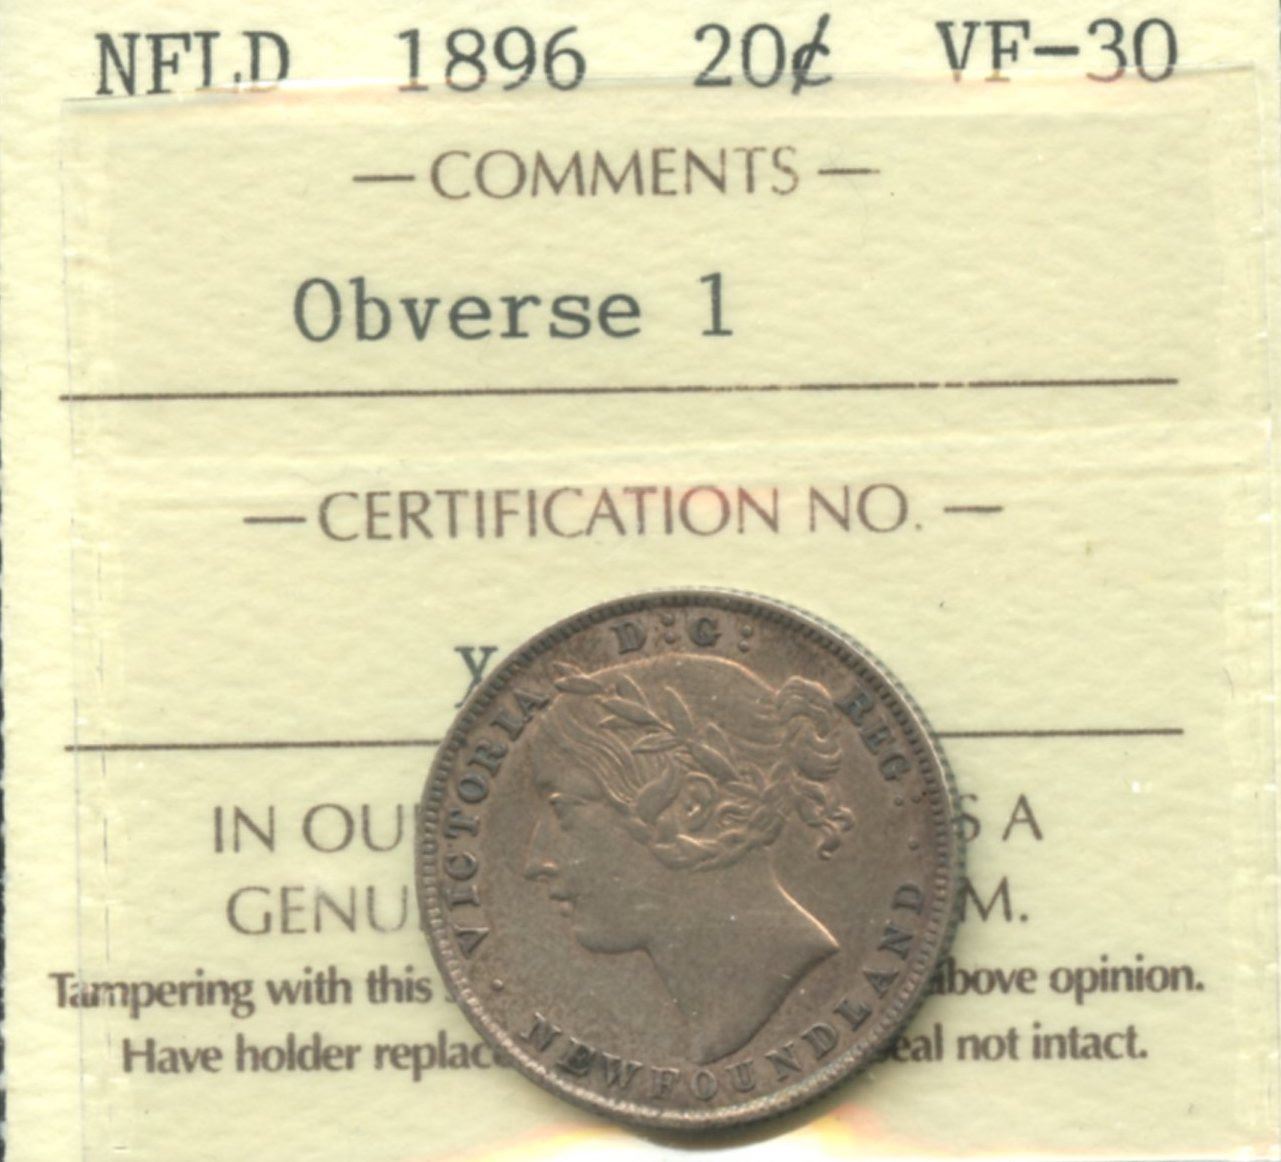 NFLD 1896 20¢ VF-30
— COMMENTS —
Obverse 1
— CERTIFICATION NO. —
X
IN OU S A
GENU M.
Tampering with this bove opinion.
Have holder replac eal not intact.
VICTORIA D:G: REG:
NEWFOUNDLAND